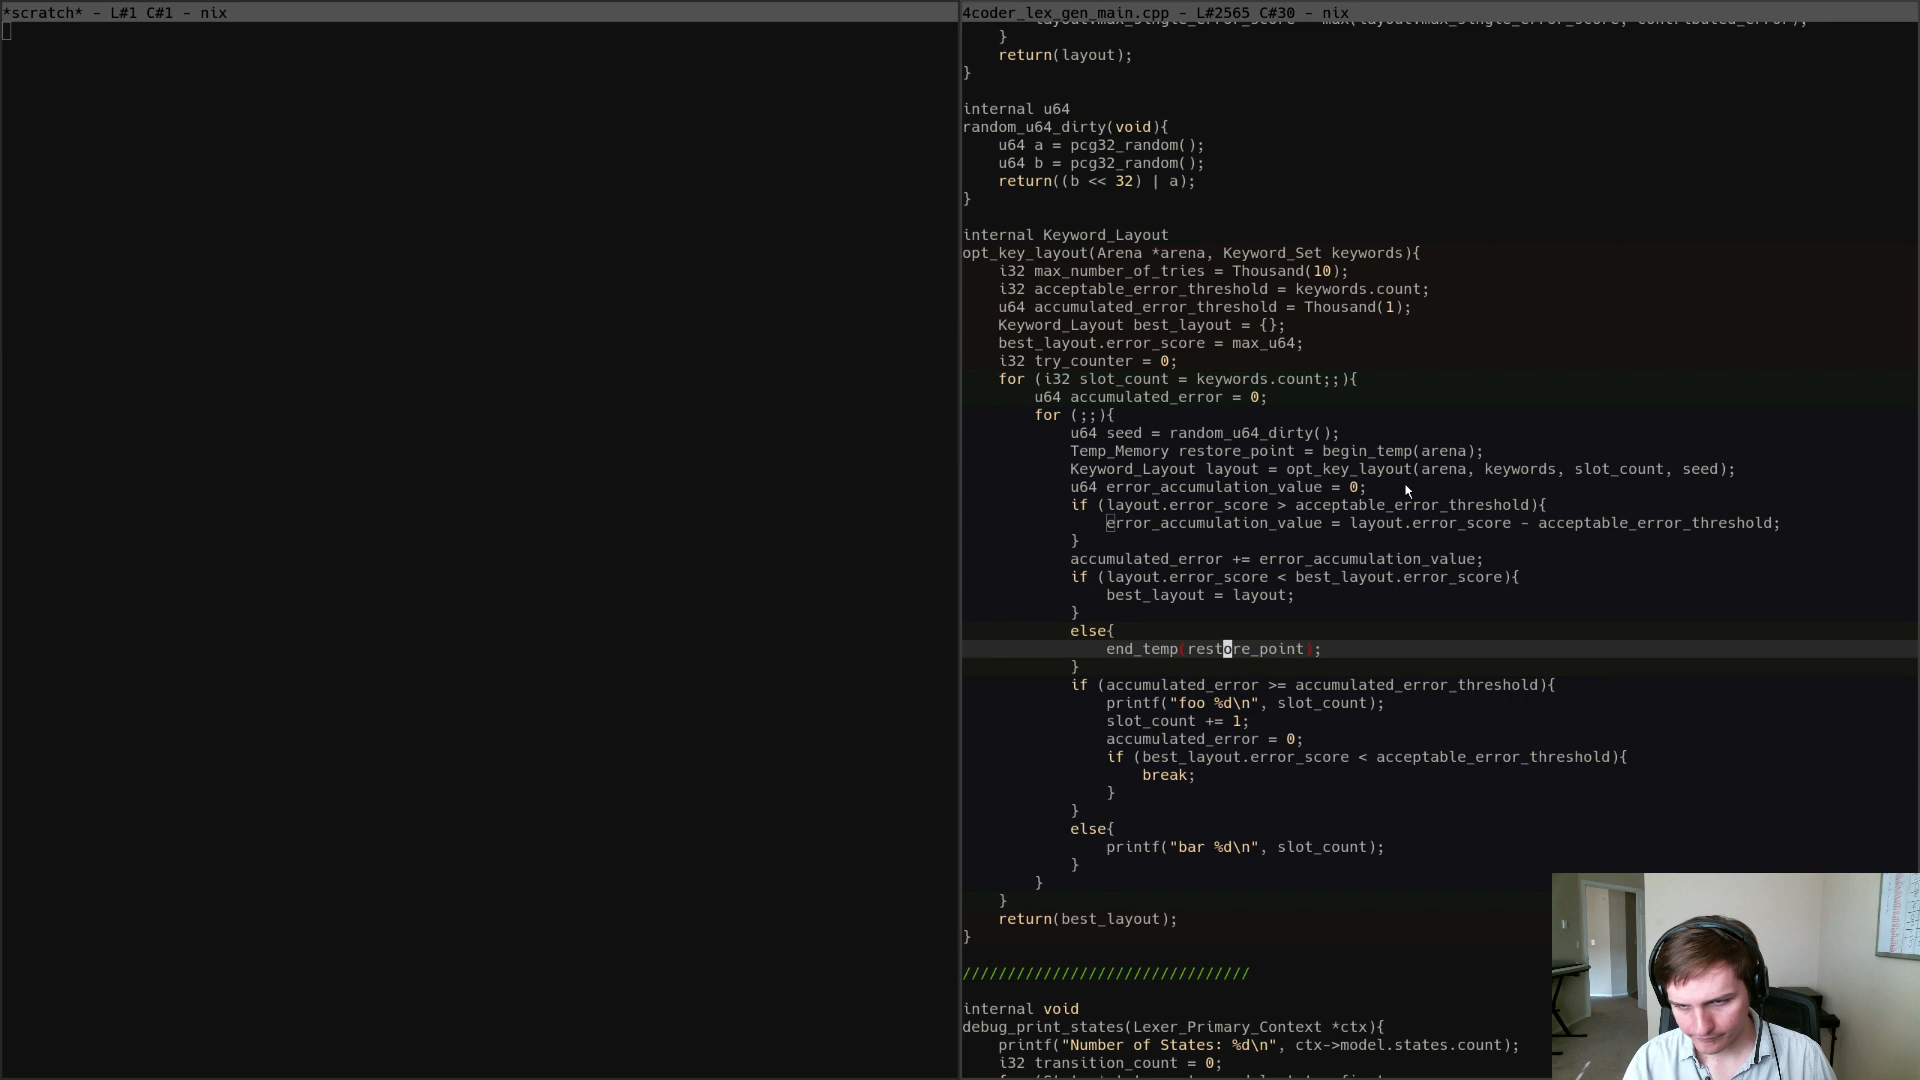 *scratch* - L#1 C#1 - nix
4coder_lex_gen_main.cpp - L#2565 C#30 - nix
    }
    return(layout);
}
internal u64
random_u64_dirty(void){
    u64 a = pcg32_random();
    u64 b = pcg32_random();
    return((b << 32) | a);
}
internal Keyword_Layout
opt_key_layout(Arena *arena, Keyword_Set keywords){
    i32 max_number_of_tries = Thousand(10);
    i32 acceptable_error_threshold = keywords.count;
    u64 accumulated_error_threshold = Thousand(1);
    Keyword_Layout best_layout = {};
    best_layout.error_score = max_u64;
    i32 try_counter = 0;
    for (i32 slot_count = keywords.count;;){
        u64 accumulated_error = 0;
        for (;;){
            u64 seed = random_u64_dirty();
            Temp_Memory restore_point = begin_temp(arena);
            Keyword_Layout layout = opt_key_layout(arena, keywords, slot_count, seed);
            u64 error_accumulation_value = 0;
            if (layout.error_score > acceptable_error_threshold){
                error_accumulation_value = layout.error_score - acceptable_error_threshold;
            }
            accumulated_error += error_accumulation_value;
            if (layout.error_score < best_layout.error_score){
                best_layout = layout;
            }
            else{
                end_temp(restore_point);
            }
            if (accumulated_error >= accumulated_error_threshold){
                printf("foo %d\n", slot_count);
                slot_count += 1;
                accumulated_error = 0;
                if (best_layout.error_score < acceptable_error_threshold){
                    break;
                }
            }
            else{
                printf("bar %d\n", slot_count);
            }
        }
    }
    return(best_layout);
}
////////////////////////////////
internal void
debug_print_states(Lexer_Primary_Context *ctx){
    printf("Number of States: %d\n", ctx->model.states.count);
    i32 transition_count = 0;